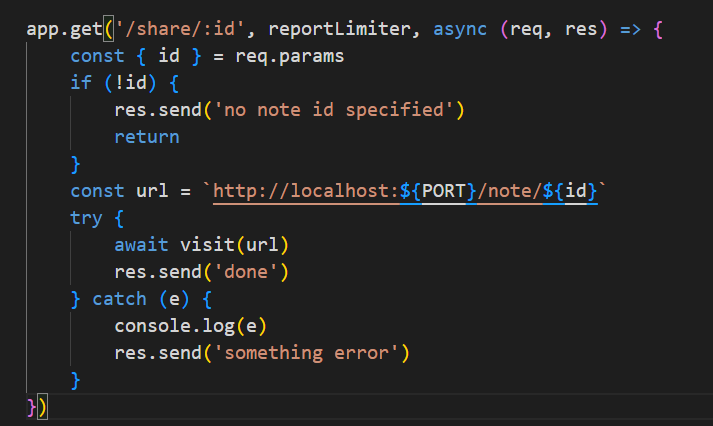 app.get('/share/:id', reportLimiter, async (req, res) => {
    const { id } = req.params
    if (!id) {
        res.send('no note id specified')
        return
    }
    const url = `http://localhost:${PORT}/note/${id}`
    try {
        await visit(url)
        res.send('done')
    } catch (e) {
        console.log(e)
        res.send('something error')
    }
})